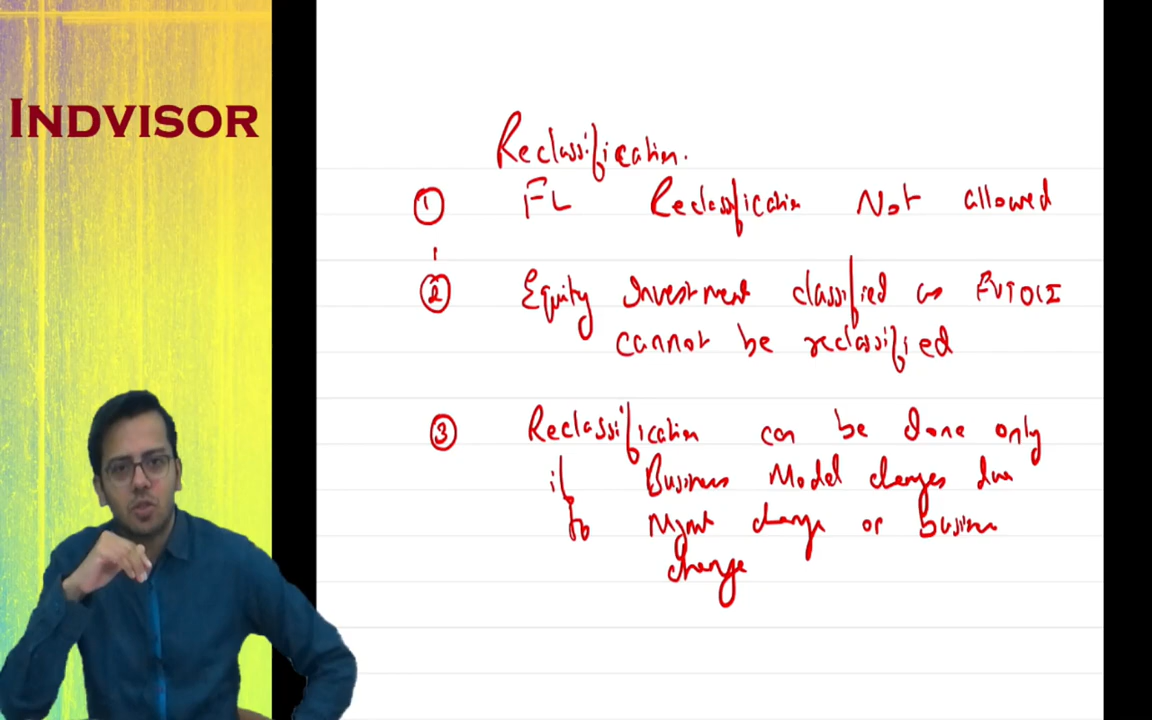 INDVISOR
Reclassification.
① FL Reclassification Not allowed
② Equity Investment classified as FVTOCI
cannot be reclassified
③ Reclassification can be done only
if Business Model changes due
to Mgmt change or business
change